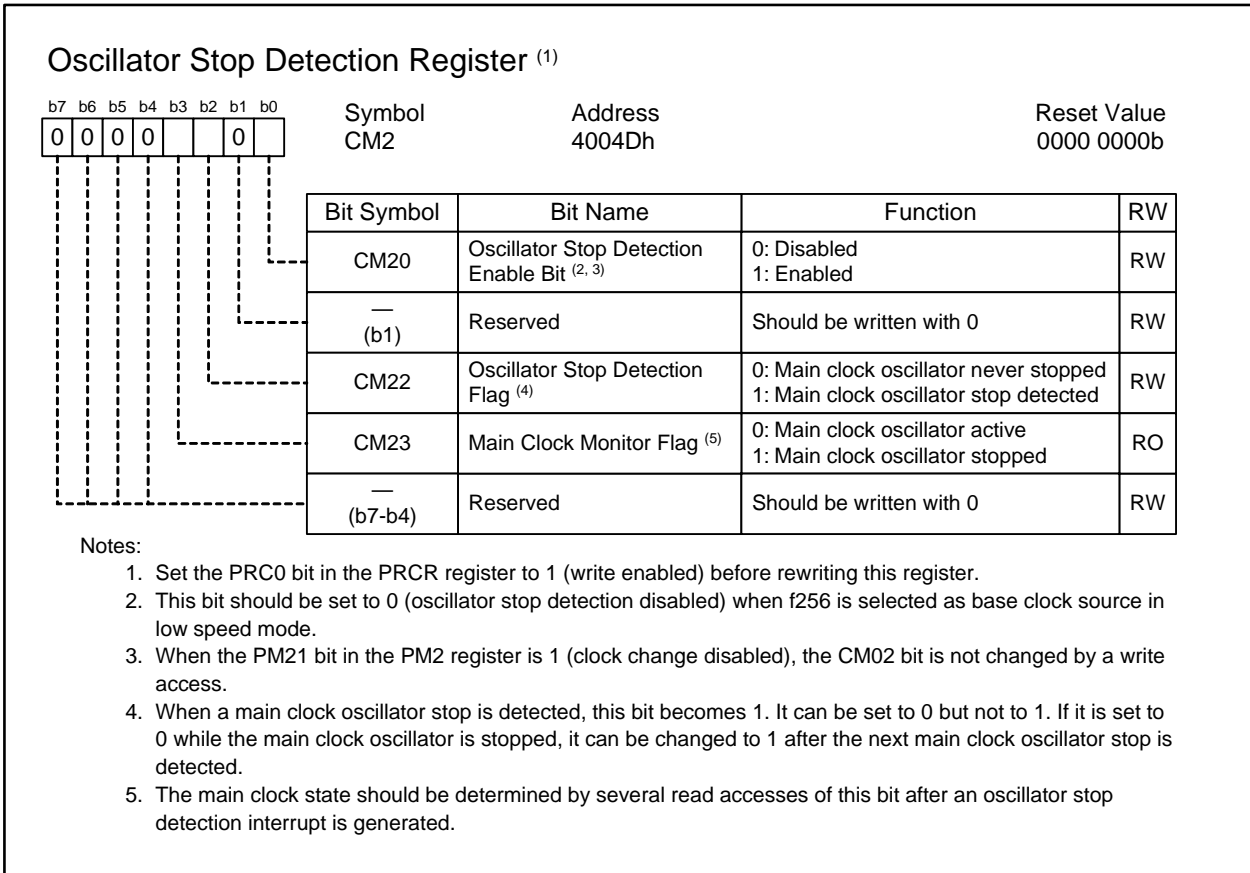 Oscillator Stop Detection Register (1)
b7 b6 b5 b4 b3 b2 b1 b0
0 0 0 0 0
Symbol Address Reset Value
CM2 4004Dh 0000 0000b
Bit Symbol Bit Name Function RW
CM20 Oscillator Stop Detection Enable Bit (2, 3) 0: Disabled 1: Enabled RW
— (b1) Reserved Should be written with 0 RW
CM22 Oscillator Stop Detection Flag (4) 0: Main clock oscillator never stopped 1: Main clock oscillator stop detected RW
CM23 Main Clock Monitor Flag (5) 0: Main clock oscillator active 1: Main clock oscillator stopped RO
— (b7-b4) Reserved Should be written with 0 RW
Notes:
1. Set the PRC0 bit in the PRCR register to 1 (write enabled) before rewriting this register.
2. This bit should be set to 0 (oscillator stop detection disabled) when f256 is selected as base clock source in
low speed mode.
3. When the PM21 bit in the PM2 register is 1 (clock change disabled), the CM02 bit is not changed by a write
access.
4. When a main clock oscillator stop is detected, this bit becomes 1. It can be set to 0 but not to 1. If it is set to
0 while the main clock oscillator is stopped, it can be changed to 1 after the next main clock oscillator stop is
detected.
5. The main clock state should be determined by several read accesses of this bit after an oscillator stop
detection interrupt is generated.